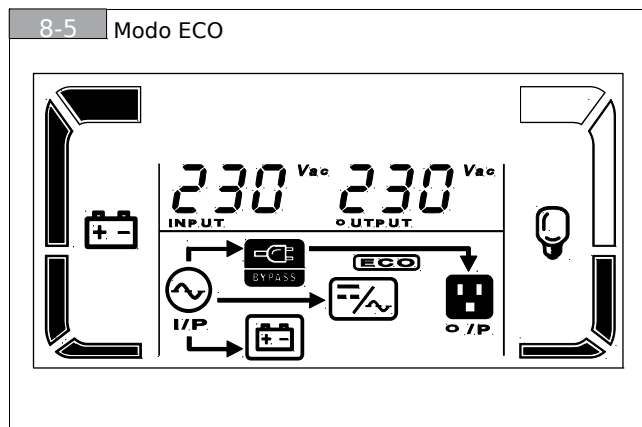 8-5 Modo ECO
230 Vac 230 Vac
INPUT OUTPUT
ECO
BYPASS
I/P
O/P